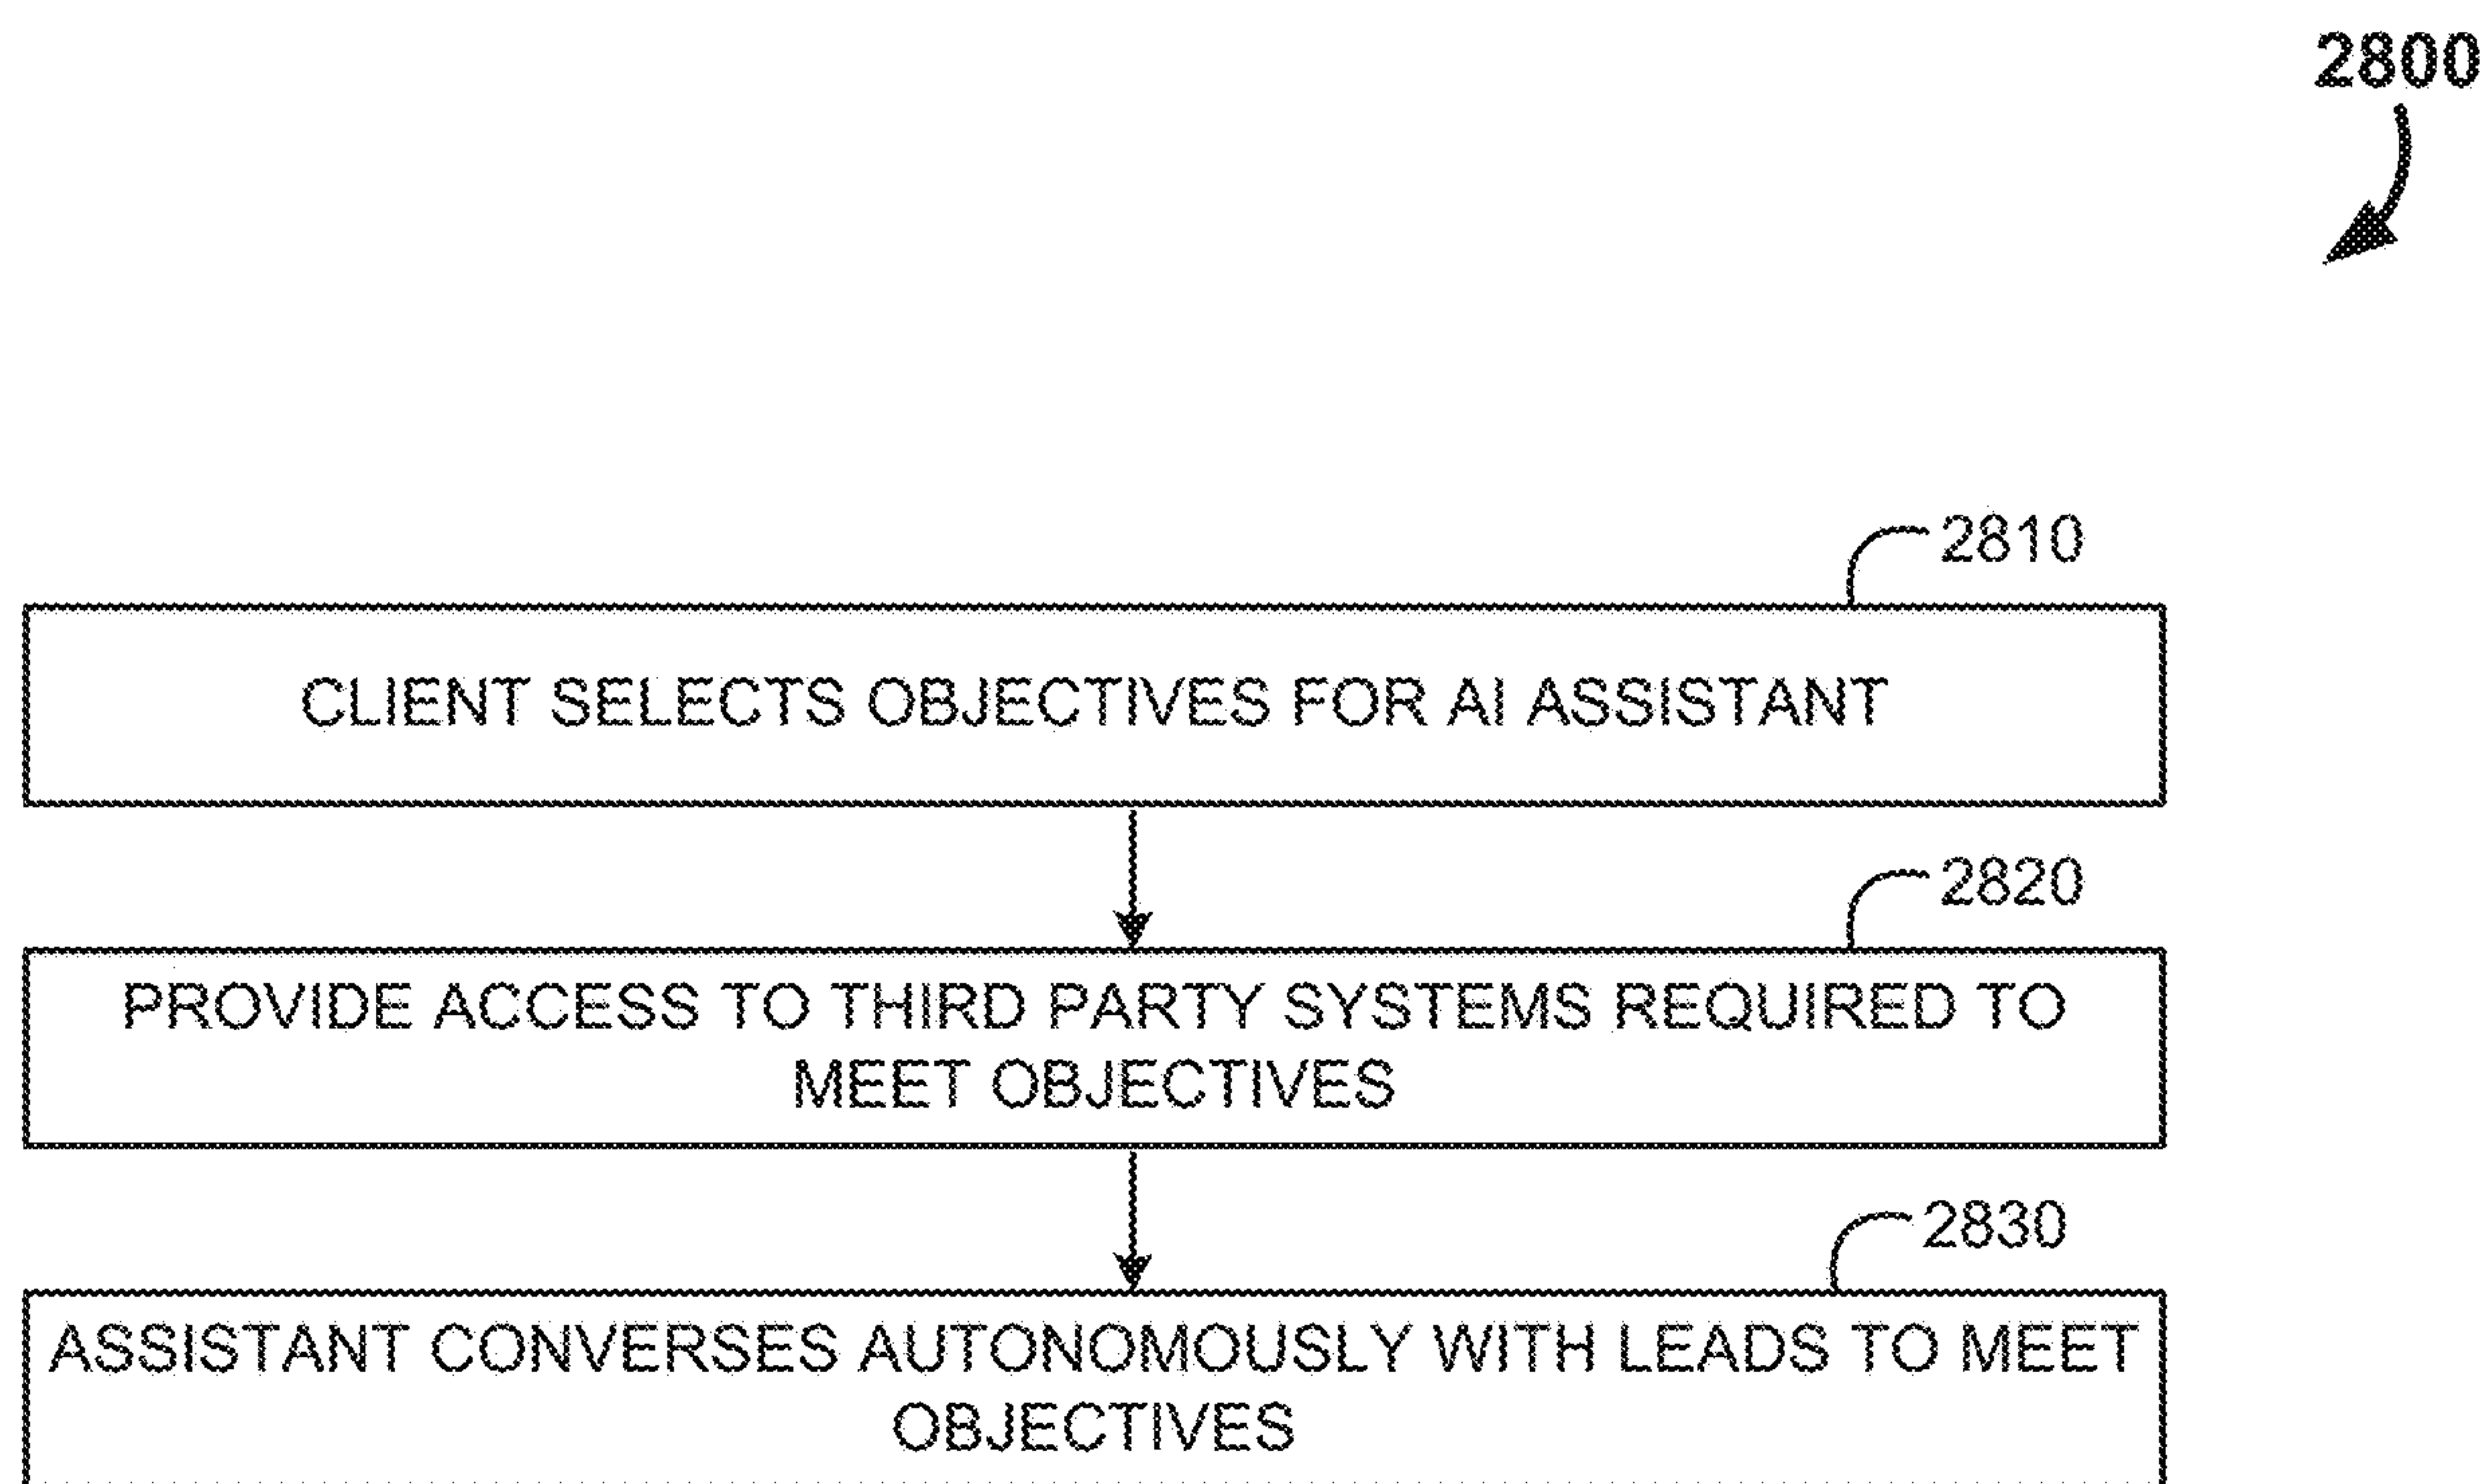 2800
2810
CLIENT SELECTS OBJECTIVES FOR AI ASSISTANT
2820
PROVIDE ACCESS TO THIRD PARTY SYSTEMS REQUIRED TO
MEET OBJECTIVES
2830
ASSISTANT CONVERSES AUTONOMOUSLY WITH LEADS TO MEET
OBJECTIVES